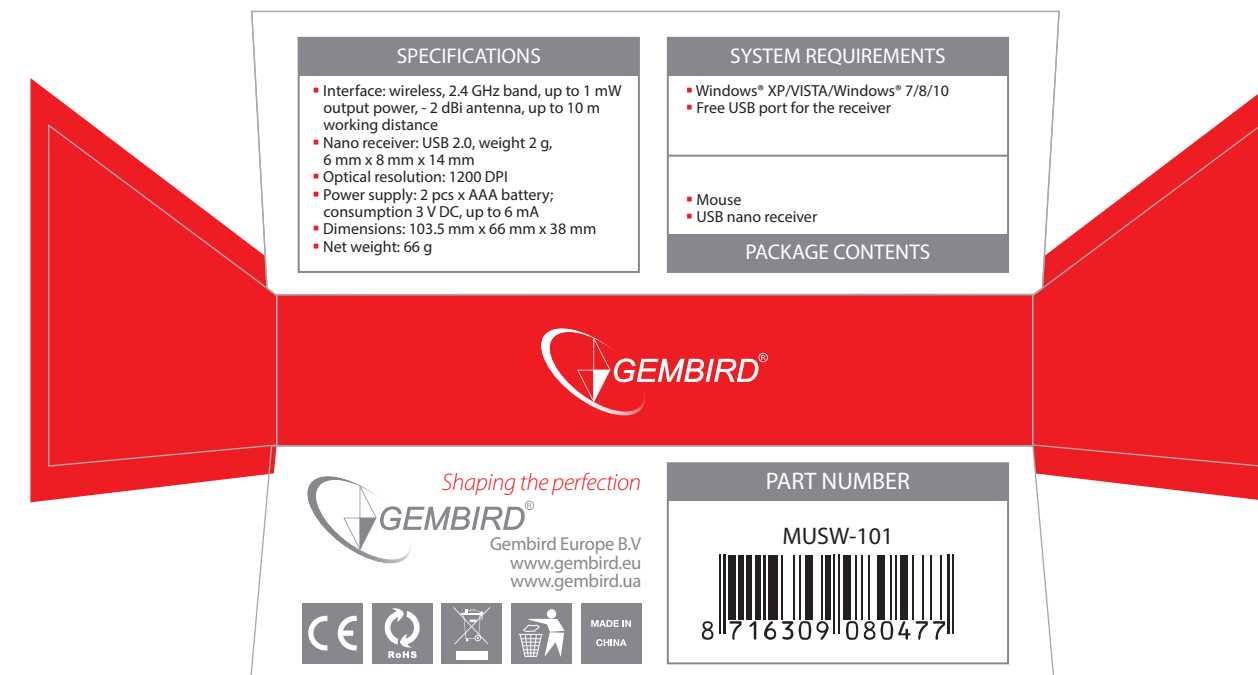 SPECIFICATIONS
▪ Interface: wireless, 2.4 GHz band, up to 1 mW
output power, - 2 dBi antenna, up to 10 m
working distance
▪ Nano receiver: USB 2.0, weight 2 g,
6 mm x 8 mm x 14 mm
▪ Optical resolution: 1200 DPI
▪ Power supply: 2 pcs x AAA battery;
consumption 3 V DC, up to 6 mA
▪ Dimensions: 103.5 mm x 66 mm x 38 mm
▪ Net weight: 66 g
SYSTEM REQUIREMENTS
▪ Windows® XP/VISTA/Windows® 7/8/10
▪ Free USB port for the receiver
▪ Mouse
▪ USB nano receiver
PACKAGE CONTENTS
GEMBIRD®
Shaping the perfection
GEMBIRD®
Gembird Europe B.V
www.gembird.eu
www.gembird.ua
CE
RoHS
MADE IN
CHINA
PART NUMBER
MUSW-101
8 716309 080477